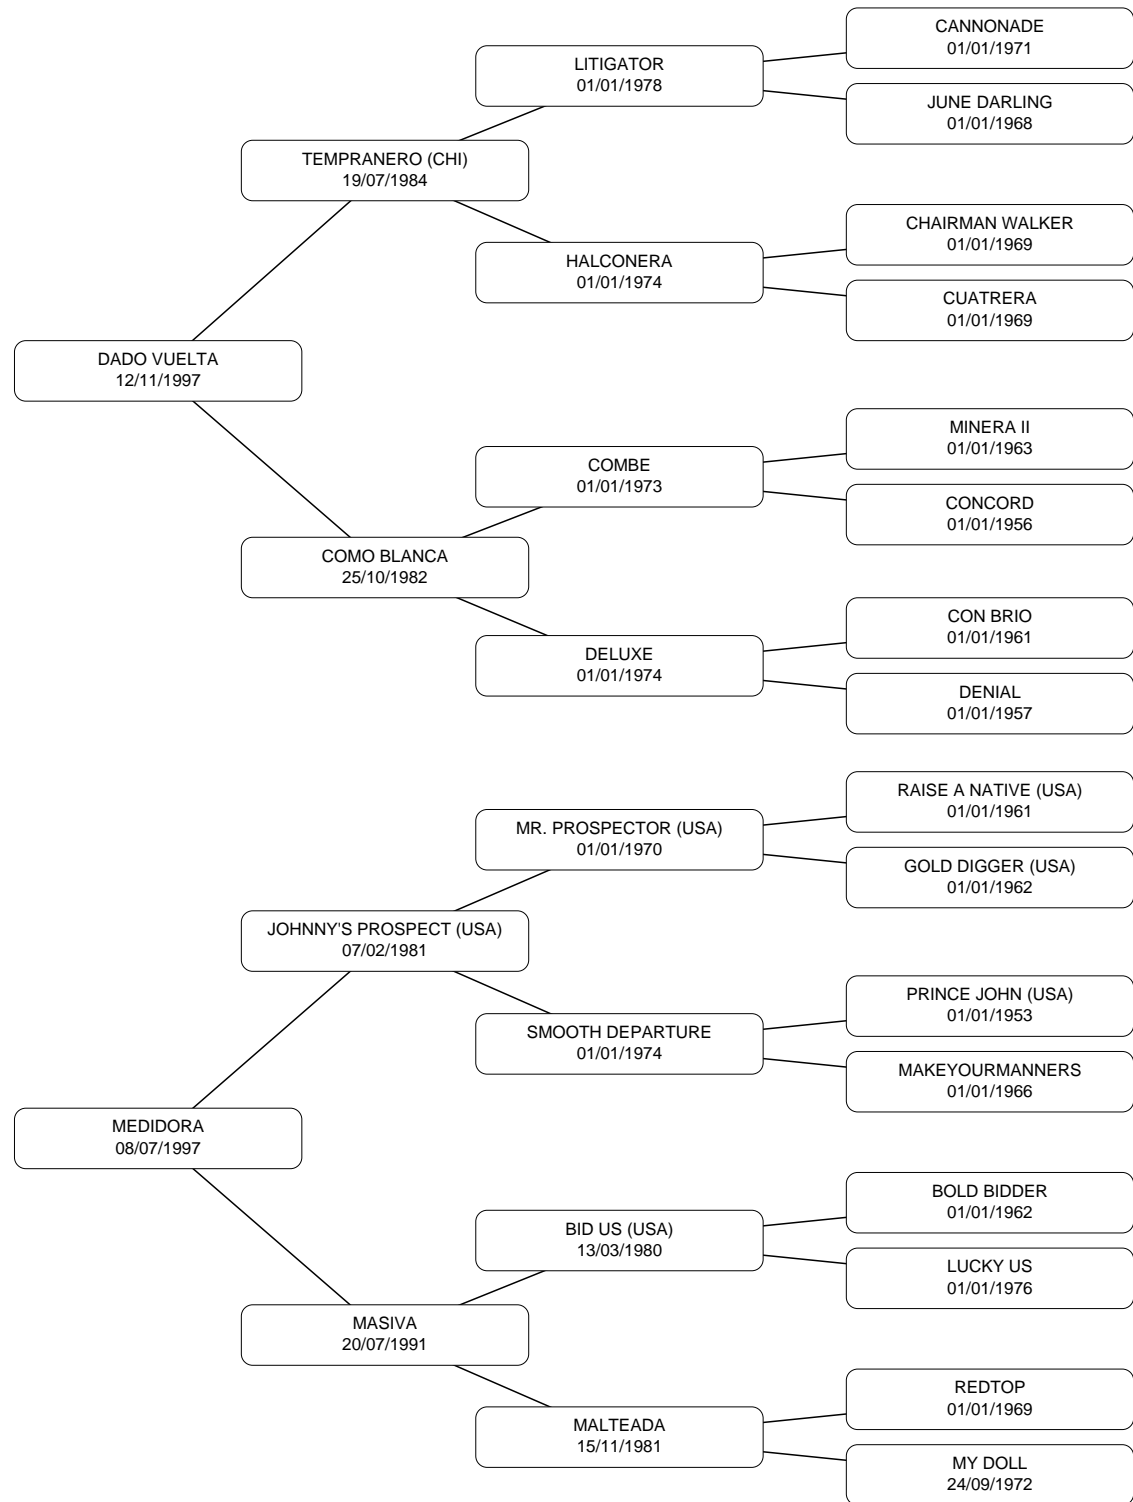 CANNONADE
01/01/1971
LITIGATOR
01/01/1978
JUNE DARLING
01/01/1968
TEMPRANERO (CHI)
19/07/1984
CHAIRMAN WALKER
01/01/1969
HALCONERA
01/01/1974
CUATRERA
01/01/1969
DADO VUELTA
12/11/1997
MINERA II
01/01/1963
COMBE
01/01/1973
CONCORD
01/01/1956
COMO BLANCA
25/10/1982
CON BRIO
01/01/1961
DELUXE
01/01/1974
DENIAL
01/01/1957
RAISE A NATIVE (USA)
01/01/1961
MR. PROSPECTOR (USA)
01/01/1970
GOLD DIGGER (USA)
01/01/1962
JOHNNY'S PROSPECT (USA)
07/02/1981
PRINCE JOHN (USA)
01/01/1953
SMOOTH DEPARTURE
01/01/1974
MAKEYOURMANNERS
01/01/1966
MEDIDORA
08/07/1997
BOLD BIDDER
01/01/1962
BID US (USA)
13/03/1980
LUCKY US
01/01/1976
MASIVA
20/07/1991
REDTOP
01/01/1969
MALTEADA
15/11/1981
MY DOLL
24/09/1972